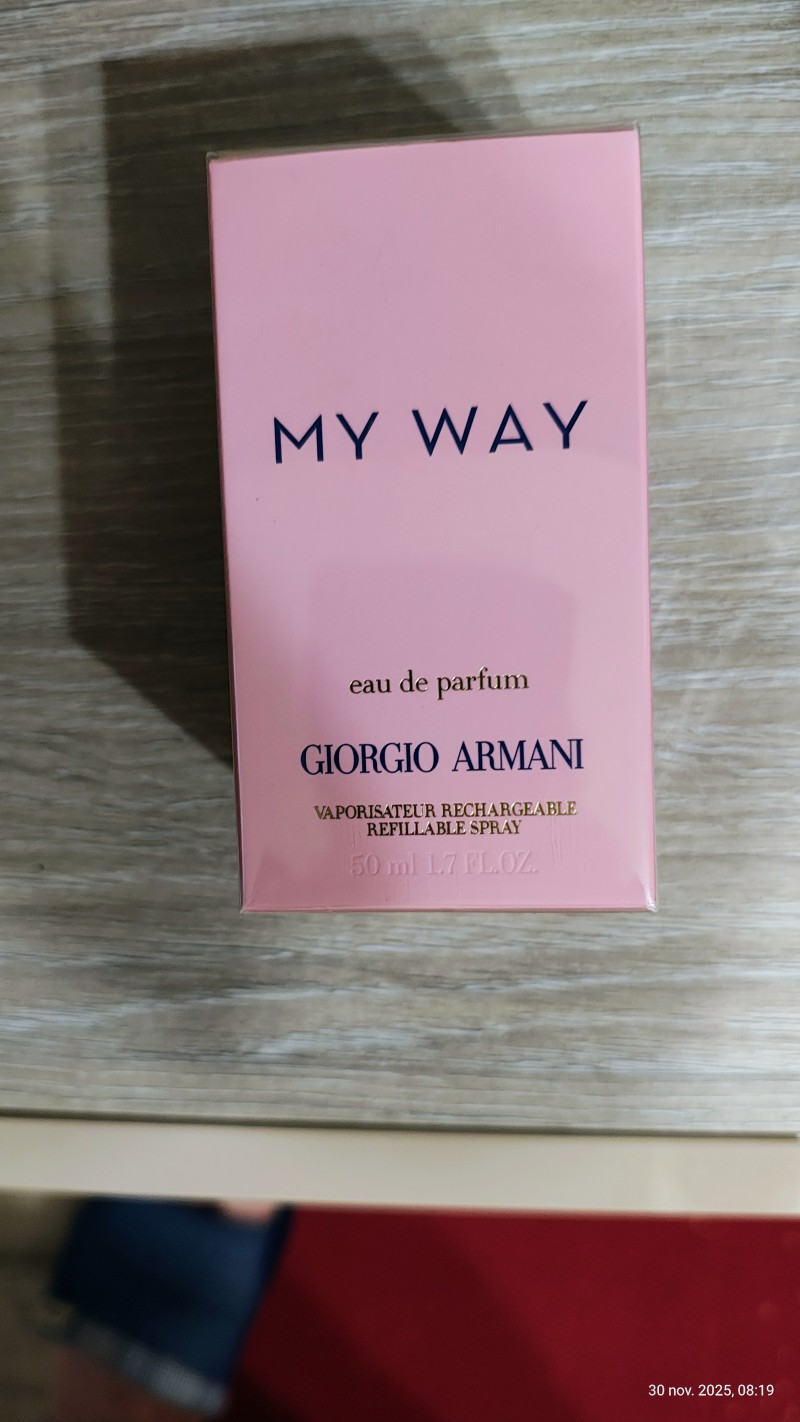 MY WAY
eau de parfum
GIORGIO ARMANI
VAPORISATEUR RECHARGEABLE
REFILLABLE SPRAY
50 ml 1.7 FL.OZ.
30 nov. 2025, 08:19